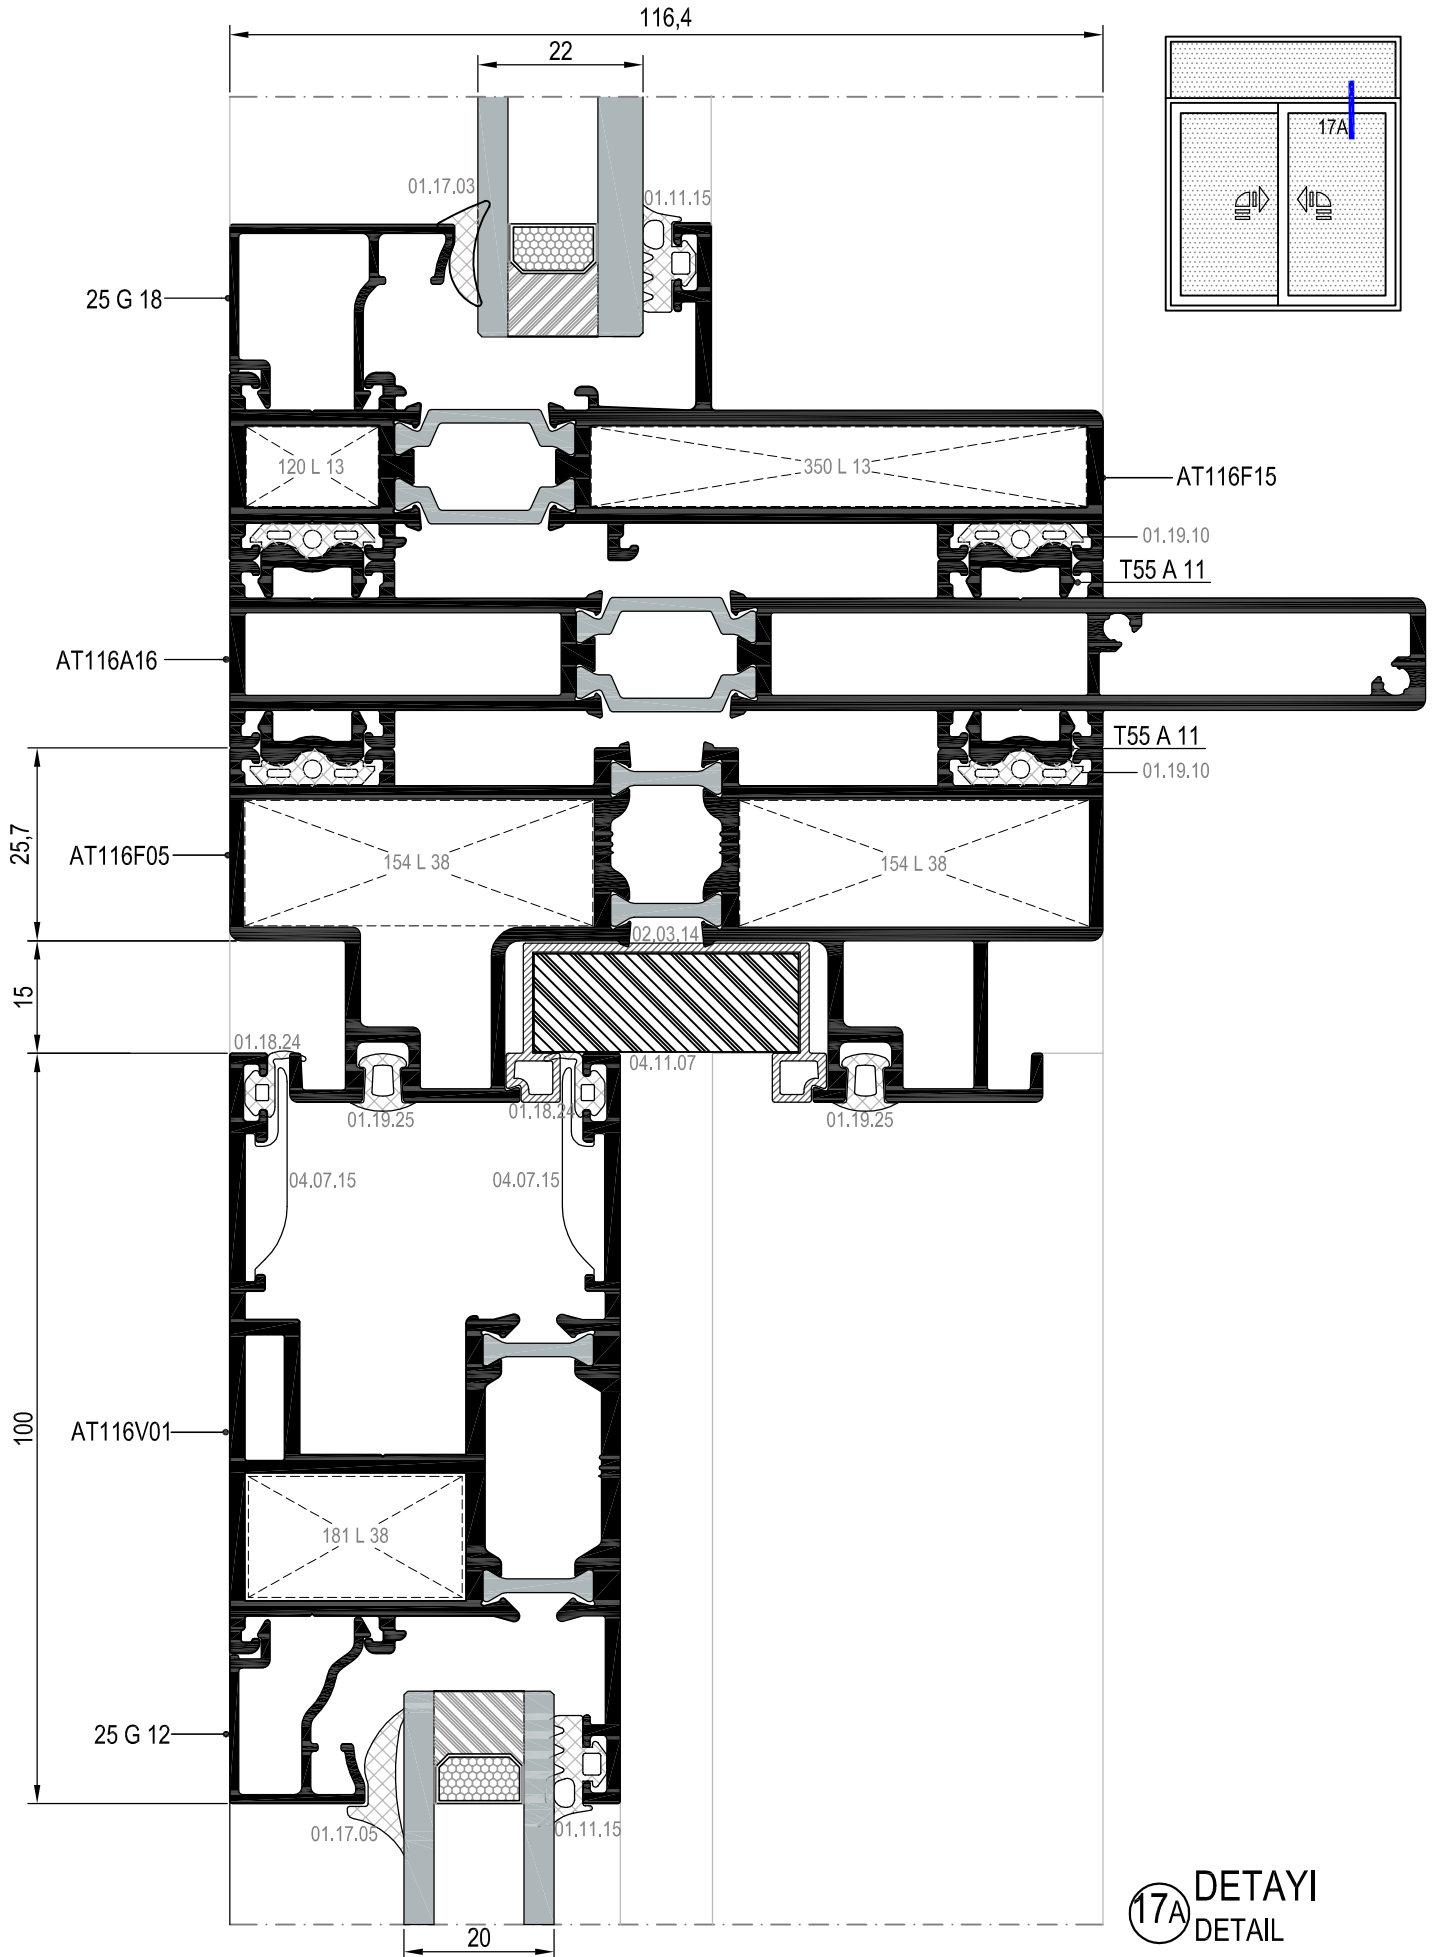 116,4
22
17A
01.17.03
01.11.15
25 G 18
120 L 13
350 L 13
AT116F15
01.19.10
T55 A 11
AT116A16
T55 A 11
01.19.10
25,7
AT116F05
154 L 38
154 L 38
02.03.14
15
01.18.24
04.11.07
01.19.25
01.18.24
01.19.25
04.07.15
04.07.15
100
AT116V01
181 L 38
25 G 12
01.17.05
01.11.15
20
17A
DETAYI
DETAIL